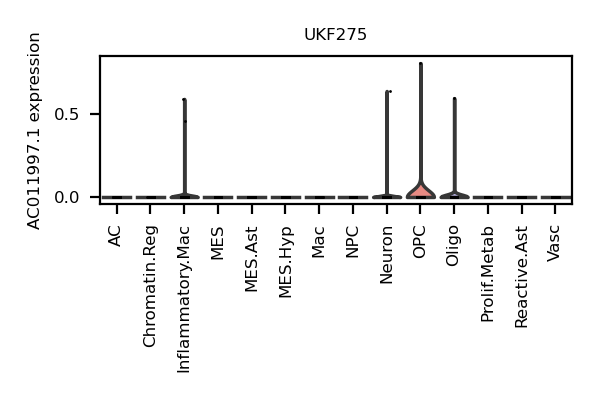 UKF275
AC011997.1 expression
0.5
0.0
AC
Chromatin.Reg
Inflammatory.Mac
MES
MES.Ast
MES.Hyp
Mac
NPC
Neuron
OPC
Oligo
Prolif.Metab
Reactive.Ast
Vasc